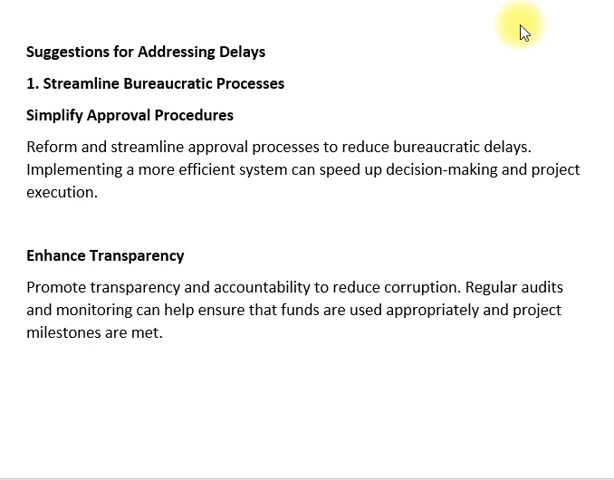 Suggestions for Addressing Delays
1. Streamline Bureaucratic Processes
Simplify Approval Procedures
Reform and streamline approval processes to reduce bureaucratic delays.
Implementing a more efficient system can speed up decision-making and project
execution.
Enhance Transparency
Promote transparency and accountability to reduce corruption. Regular audits
and monitoring can help ensure that funds are used appropriately and project
milestones are met.